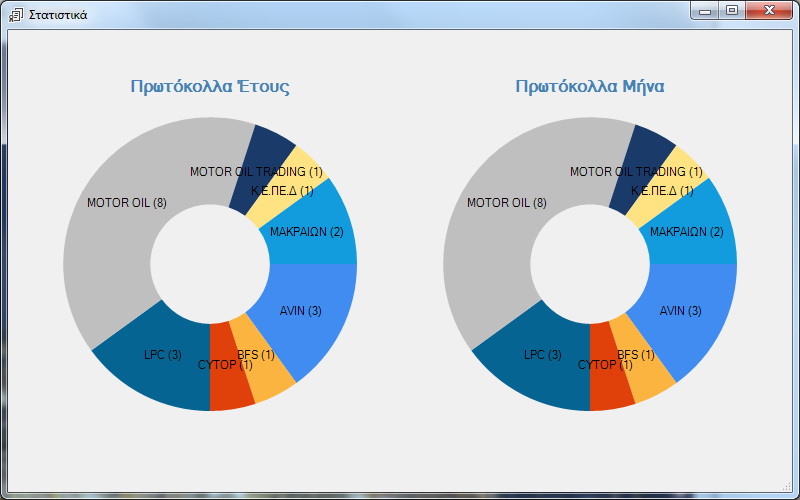 Στατιστικά
Πρωτόκολλα Έτους
MOTOR OIL TRADING (1)
Κ.Ε.ΠΕ.Δ (1)
MOTOR OIL (8)
ΜΑΚΡΑΙΩΝ (2)
AVIN (3)
LPC (3)
BFS (1)
CYTOP (1)
Πρωτόκολλα Μήνα
MOTOR OIL TRADING (1)
Κ.Ε.ΠΕ.Δ (1)
MOTOR OIL (8)
ΜΑΚΡΑΙΩΝ (2)
AVIN (3)
LPC (3)
BFS (1)
CYTOP (1)